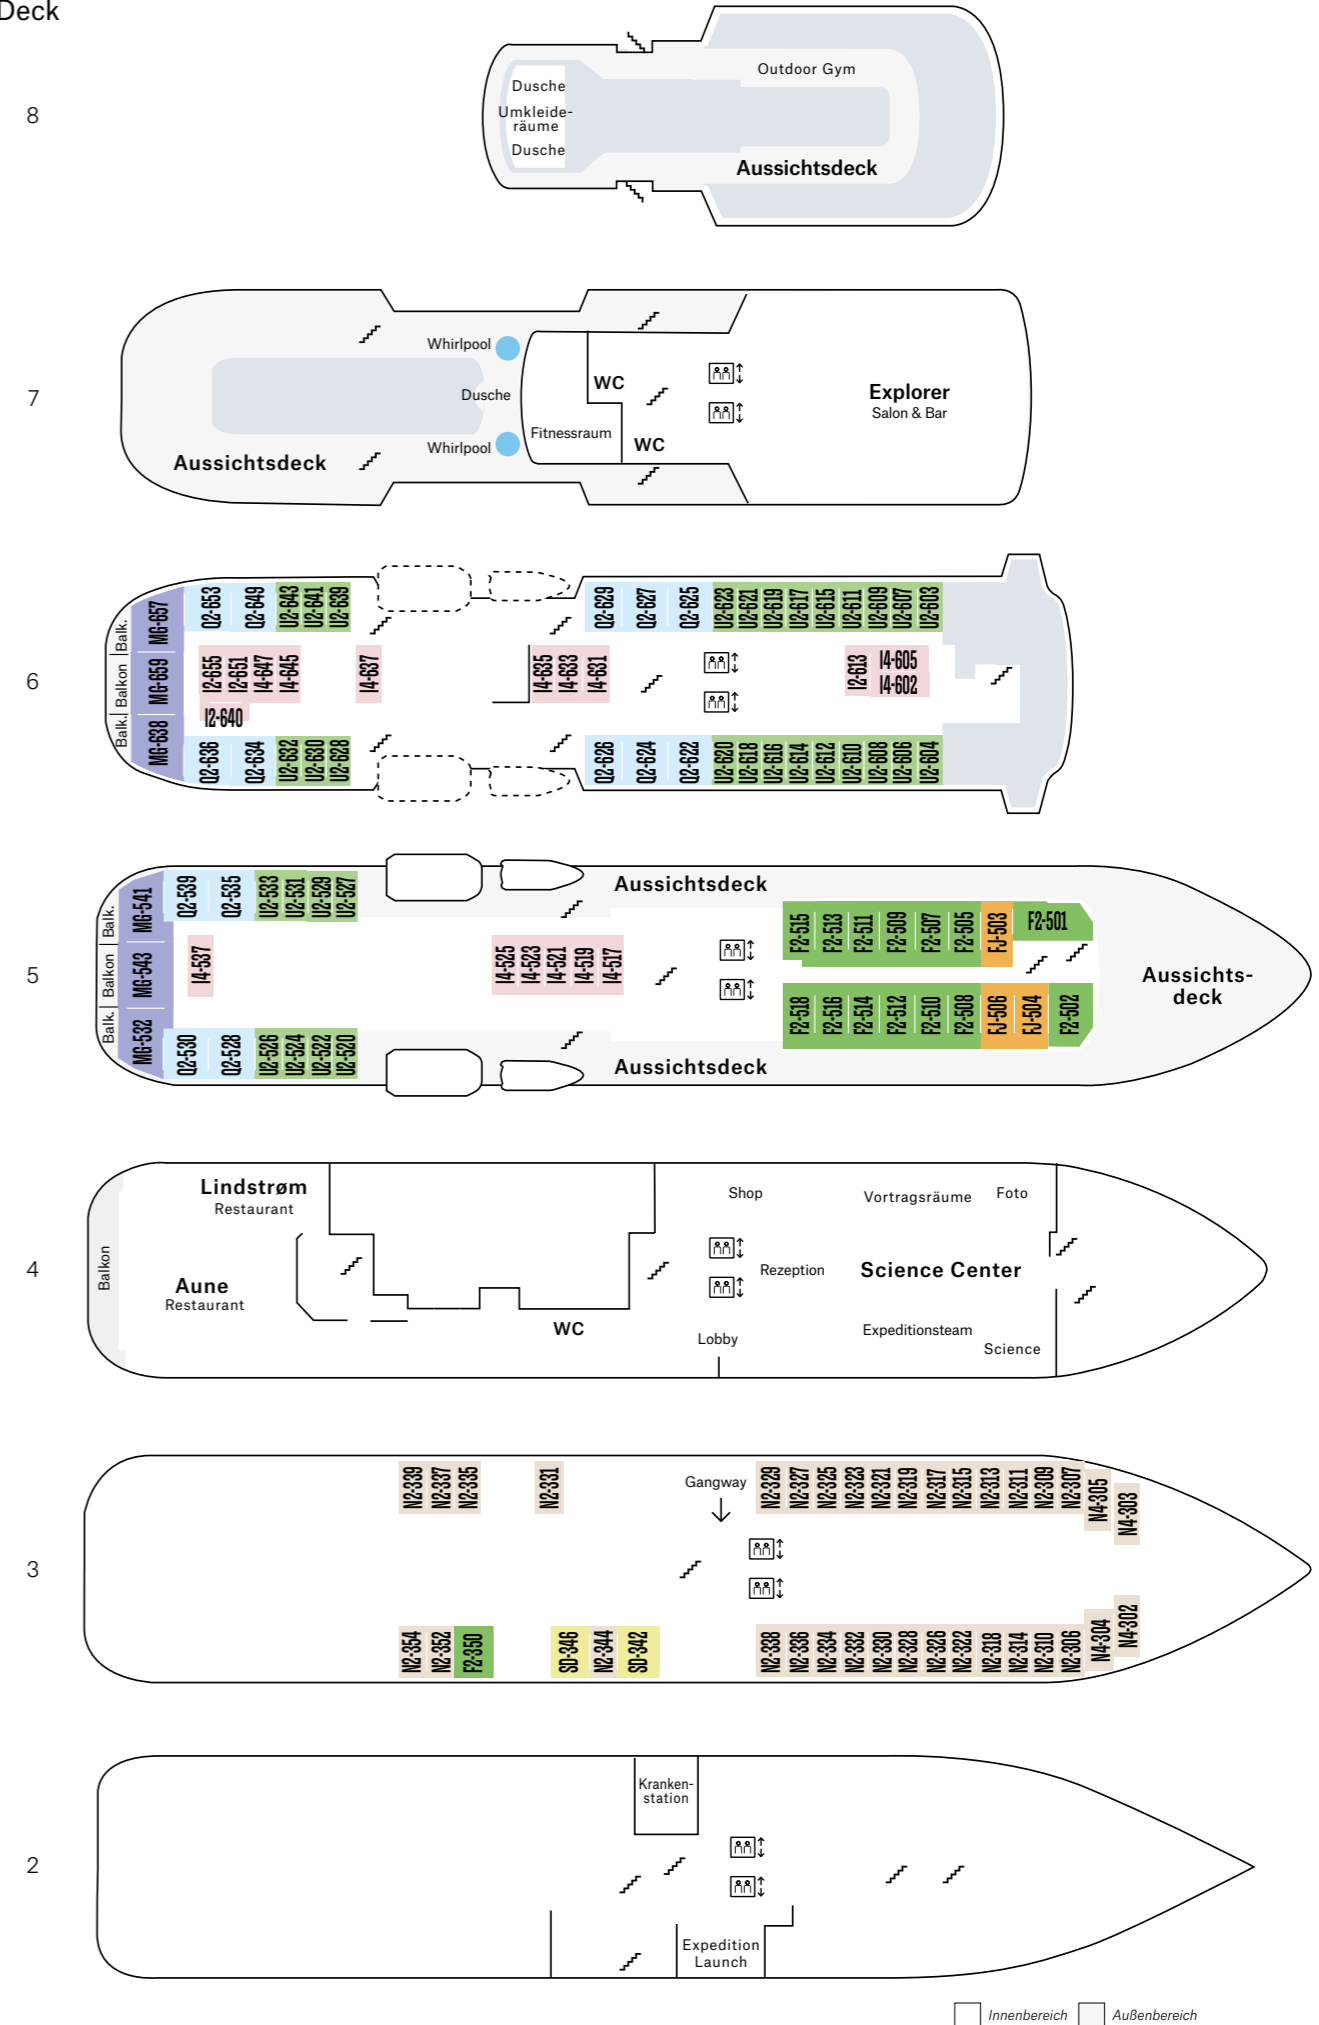 Deck
8
Outdoor Gym
Dusche
Umkleide-
räume
Dusche
Aussichtsdeck
7
Whirlpool
Dusche
Whirlpool
Aussichtsdeck
WC
Fitnessraum
WC
Explorer
Salon & Bar
6
Balk.
Balkon
Balk.
MG-657
MG-659
MG-638
Q2-653
Q2-649
U2-643
U2-641
U2-639
Q2-629
Q2-627
Q2-625
U2-623
U2-621
U2-619
U2-617
U2-615
U2-611
U2-609
U2-607
U2-603
I2-655
I2-651
I4-647
I4-645
I4-637
I4-635
I4-633
I4-631
I2-613
I4-605
I4-602
I2-640
Q2-636
Q2-634
U2-632
U2-630
U2-628
Q2-626
Q2-624
Q2-622
U2-620
U2-618
U2-616
U2-614
U2-612
U2-610
U2-608
U2-606
U2-604
5
Balk.
Balkon
Balk.
MG-541
MG-543
MG-532
Q2-539
Q2-535
U2-533
U2-531
U2-529
U2-527
Aussichtsdeck
F2-515
F2-513
F2-511
F2-509
F2-507
F2-505
FJ-503
F2-501
I4-537
I4-525
I4-523
I4-521
I4-519
I4-517
Aussichts-
deck
F2-518
F2-516
F2-514
F2-512
F2-510
F2-508
FJ-506
FJ-504
F2-502
Q2-530
Q2-528
U2-526
U2-524
U2-522
U2-520
Aussichtsdeck
4
Balkon
Lindstrøm
Restaurant
Aune
Restaurant
WC
Shop
Rezeption
Lobby
Vortragsräume
Foto
Science Center
Expeditionsteam
Science
3
N2-339
N2-337
N2-335
N2-331
Gangway
N2-329
N2-327
N2-325
N2-323
N2-321
N2-319
N2-317
N2-315
N2-313
N2-311
N2-309
N2-307
N4-305
N4-303
N2-354
N2-352
F2-350
SD-346
N2-344
SD-342
N2-338
N2-336
N2-334
N2-332
N2-330
N2-328
N2-326
N2-322
N2-318
N2-314
N2-310
N2-306
N4-304
N4-302
2
Kranken-
station
Expedition
Launch
Innenbereich
Außenbereich